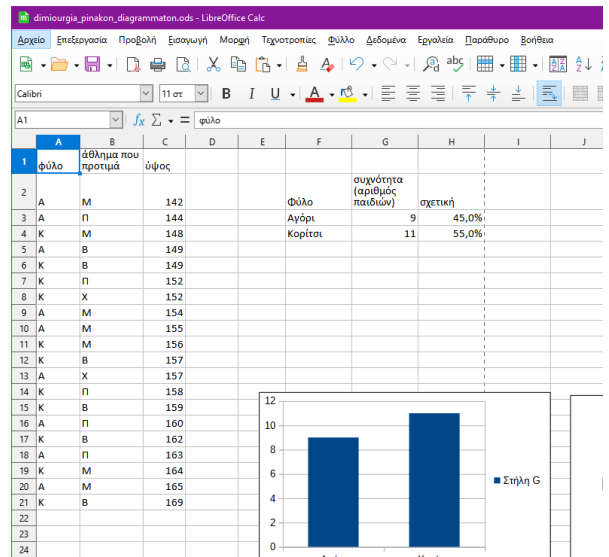 dimiourgia_pinakon_diagrammaton.ods - LibreOffice Calc
Αρχείο Επεξεργασία Προβολή Εισαγωγή Μορφή Τεχνοτροπίες Φύλλο Δεδομένα Εργαλεία Παράθυρο Βοήθεια
Calibri 11 στ B I U A
A1 fx Σ = φύλο
A B C D E F G H I J
1 φύλο άθλημα που προτιμά ύψος
2 Α Μ 142 Φύλο συχνότητα (αριθμός παιδιών) σχετική
3 Α Π 144 Αγόρι 9 45,0%
4 Κ Μ 148 Κορίτσι 11 55,0%
5 Α Β 149
6 Κ Β 149
7 Κ Π 152
8 Κ Χ 152
9 Α Μ 154
10 Α Μ 155
11 Κ Μ 156
12 Κ Β 157
13 Α Χ 157
14 Κ Π 158
15 Κ Β 159
16 Α Π 160
17 Κ Β 162
18 Α Π 163
19 Κ Μ 164
20 Α Μ 165
21 Κ Β 169
22
23
24
12
10
8
6
4
2
0
Στήλη G